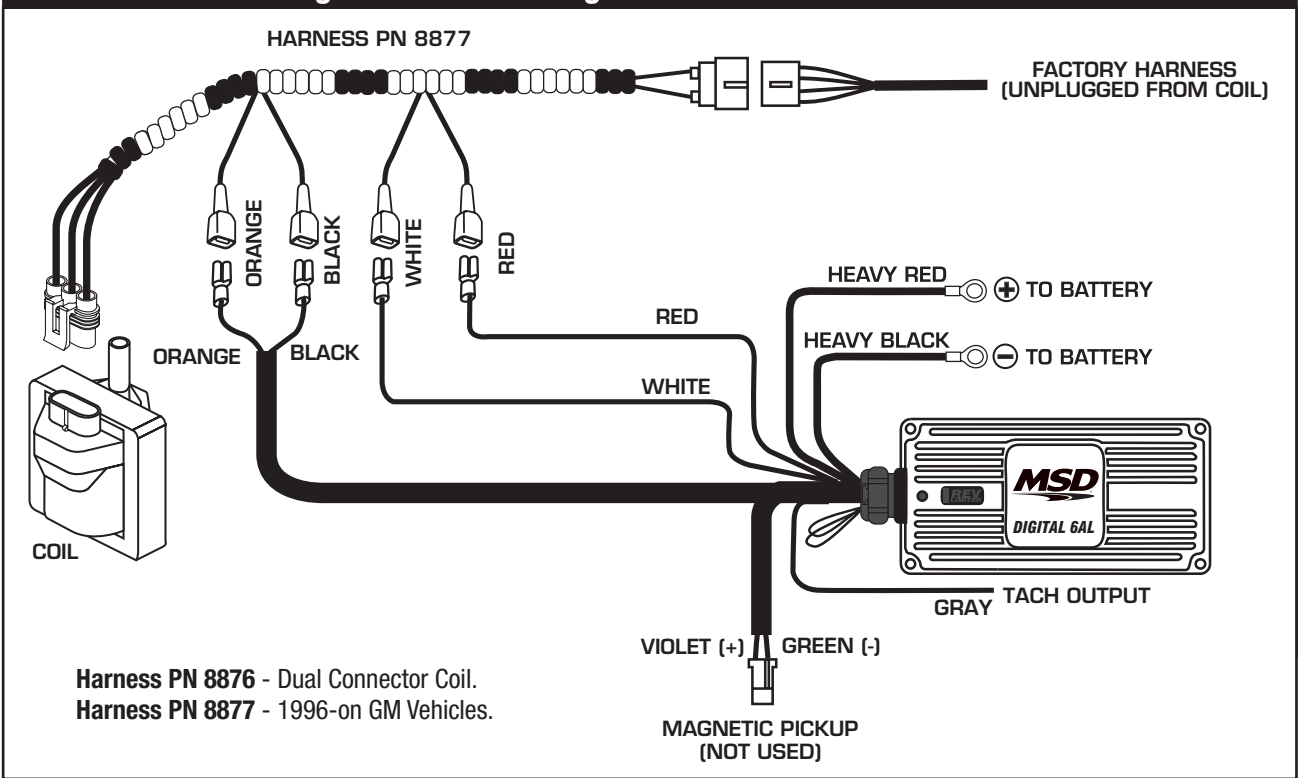 HARNESS PN 8877
FACTORY HARNESS
(UNPLUGGED FROM COIL)
ORANGE
BLACK
WHITE
RED
HEAVY RED
+ TO BATTERY
RED
HEAVY BLACK
- TO BATTERY
ORANGE
BLACK
WHITE
MSD
REV
DIGITAL 6AL
COIL
TACH OUTPUT
GRAY
VIOLET (+)
GREEN (-)
Harness PN 8876 - Dual Connector Coil.
Harness PN 8877 - 1996-on GM Vehicles.
MAGNETIC PICKUP
(NOT USED)